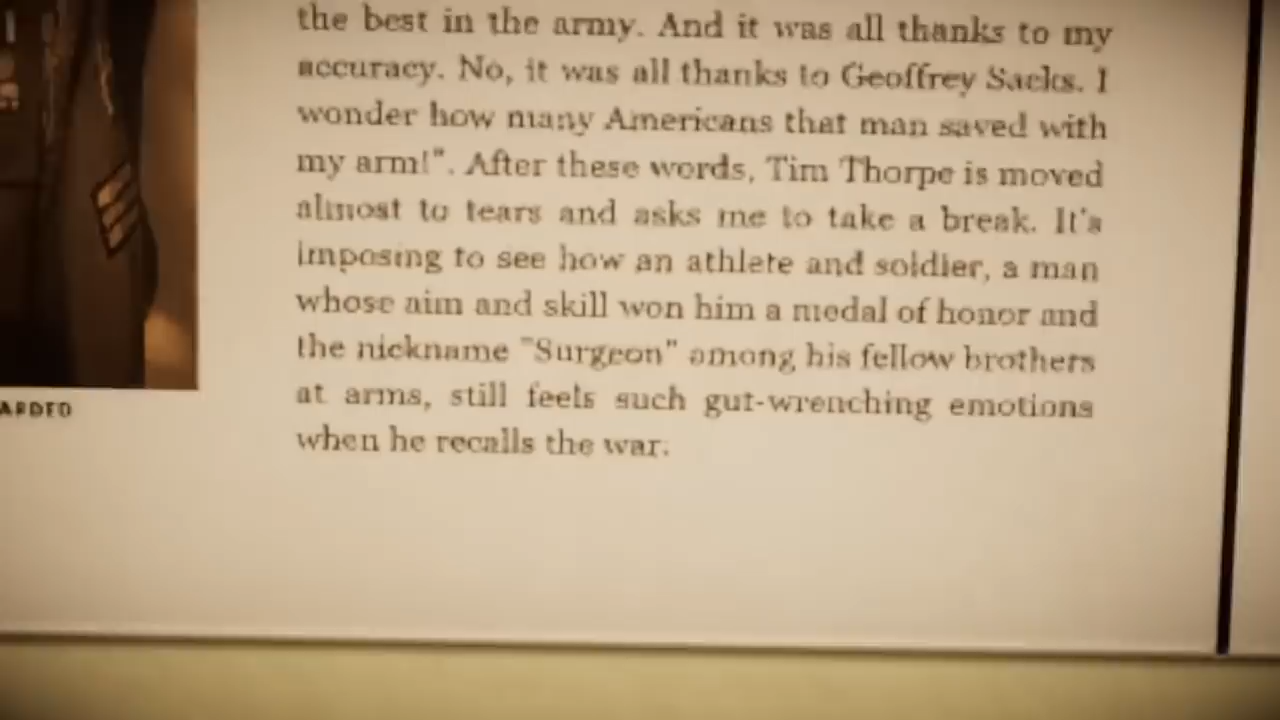 the best in the army. And it was all thanks to my
accuracy. No, it was all thanks to Geoffrey Sacks. I
wonder how many Americans that man saved with
my arm!". After these words, Tim Thorpe is moved
almost to tears and asks me to take a break. It's
imposing to see how an athlete and soldier, a man
whose aim and skill won him a medal of honor and
the nickname "Surgeon" among his fellow brothers
at arms, still feels such gut-wrenching emotions
when he recalls the war.
ARDED